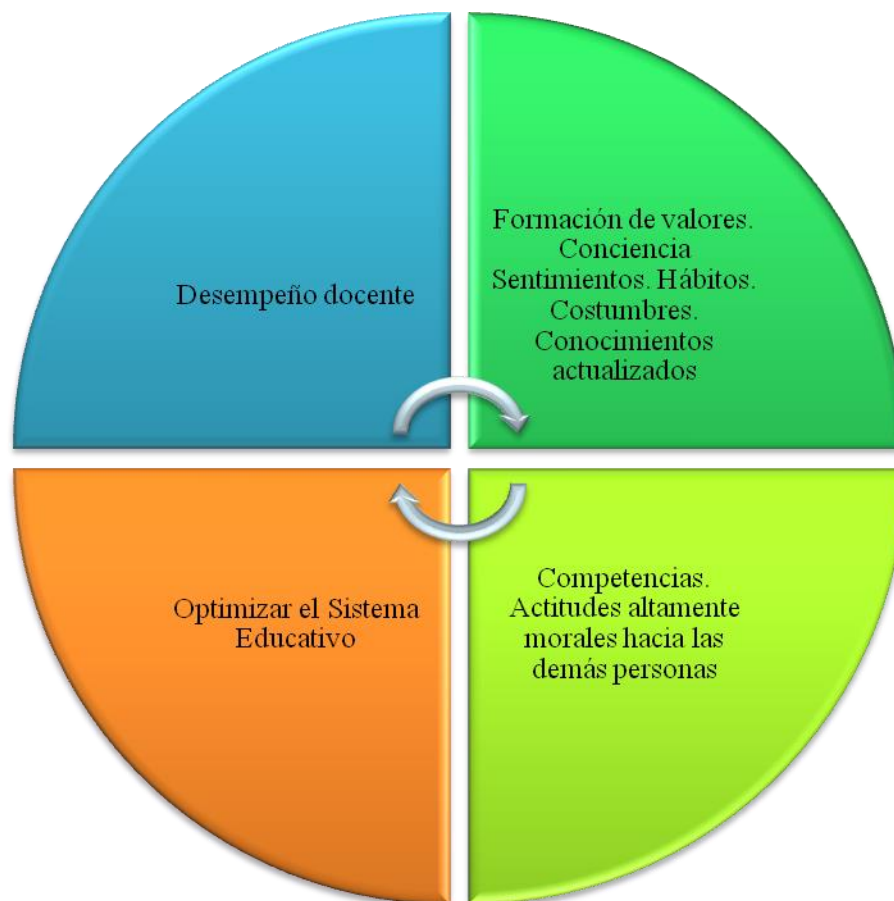 Desempeño docente
Formación de valores.
Conciencia
Sentimientos. Hábitos.
Costumbres.
Conocimientos
actualizados
Optimizar el Sistema
Educativo
Competencias.
Actitudes altamente
morales hacia las
demás personas